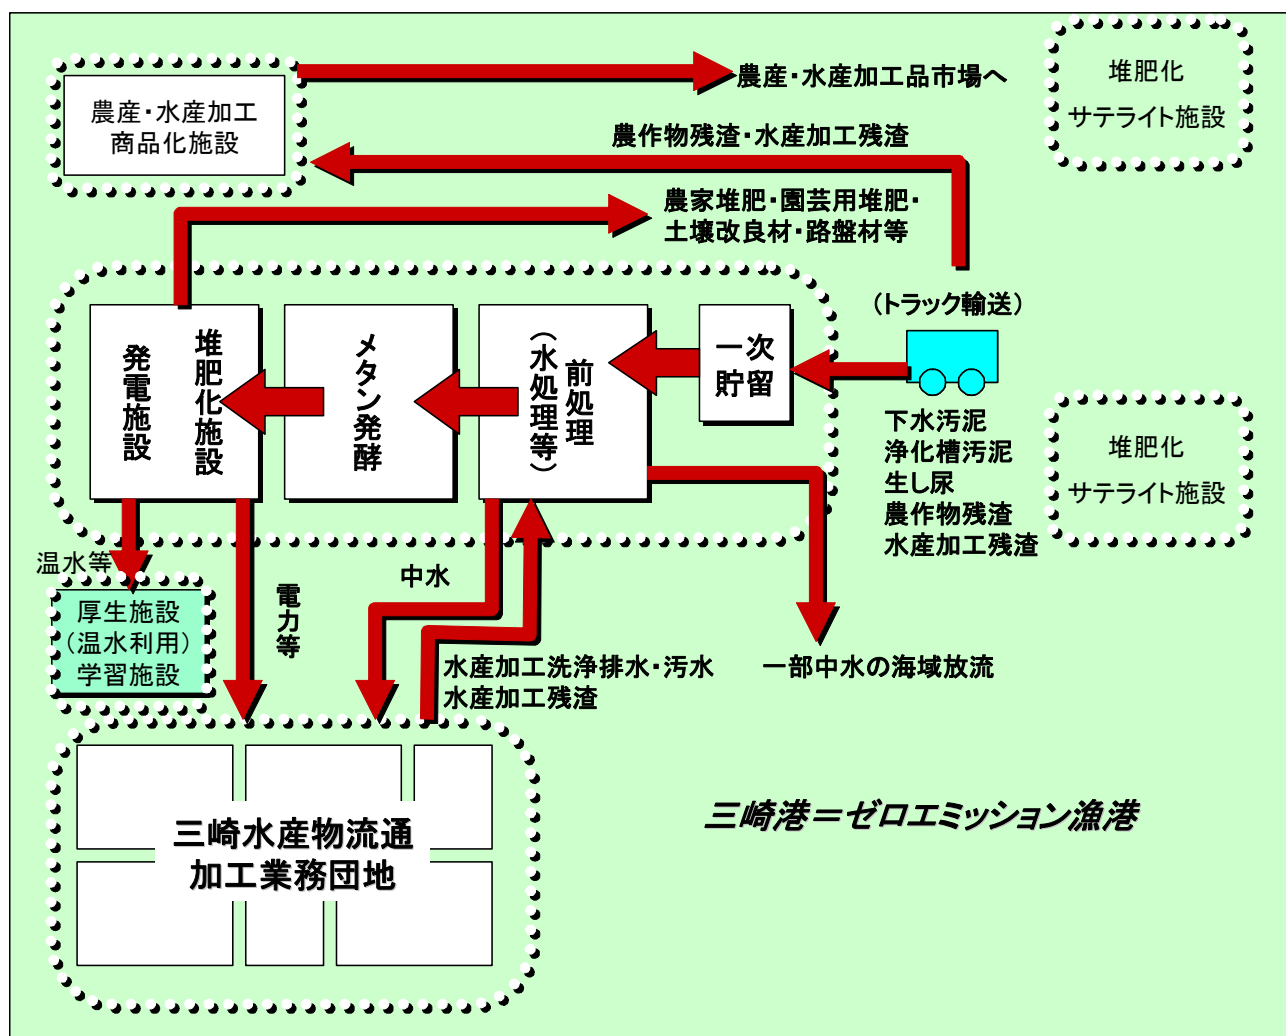 農産・水産加工品市場へ
堆肥化
サテライト施設
農産・水産加工
商品化施設
農作物残渣・水産加工残渣
農家堆肥・園芸用堆肥・
土壌改良材・路盤材等
(トラック輸送)
発電施設
堆肥化施設
メタン発酵
前処理
(水処理等)
一次
貯留
下水汚泥
浄化槽汚泥
生し尿
農作物残渣
水産加工残渣
堆肥化
サテライト施設
温水等
厚生施設
(温水利用)
学習施設
電力等
中水
水産加工洗浄排水・汚水
水産加工残渣
一部中水の海域放流
三崎水産物流通
加工業務団地
三崎港=ゼロエミッション漁港